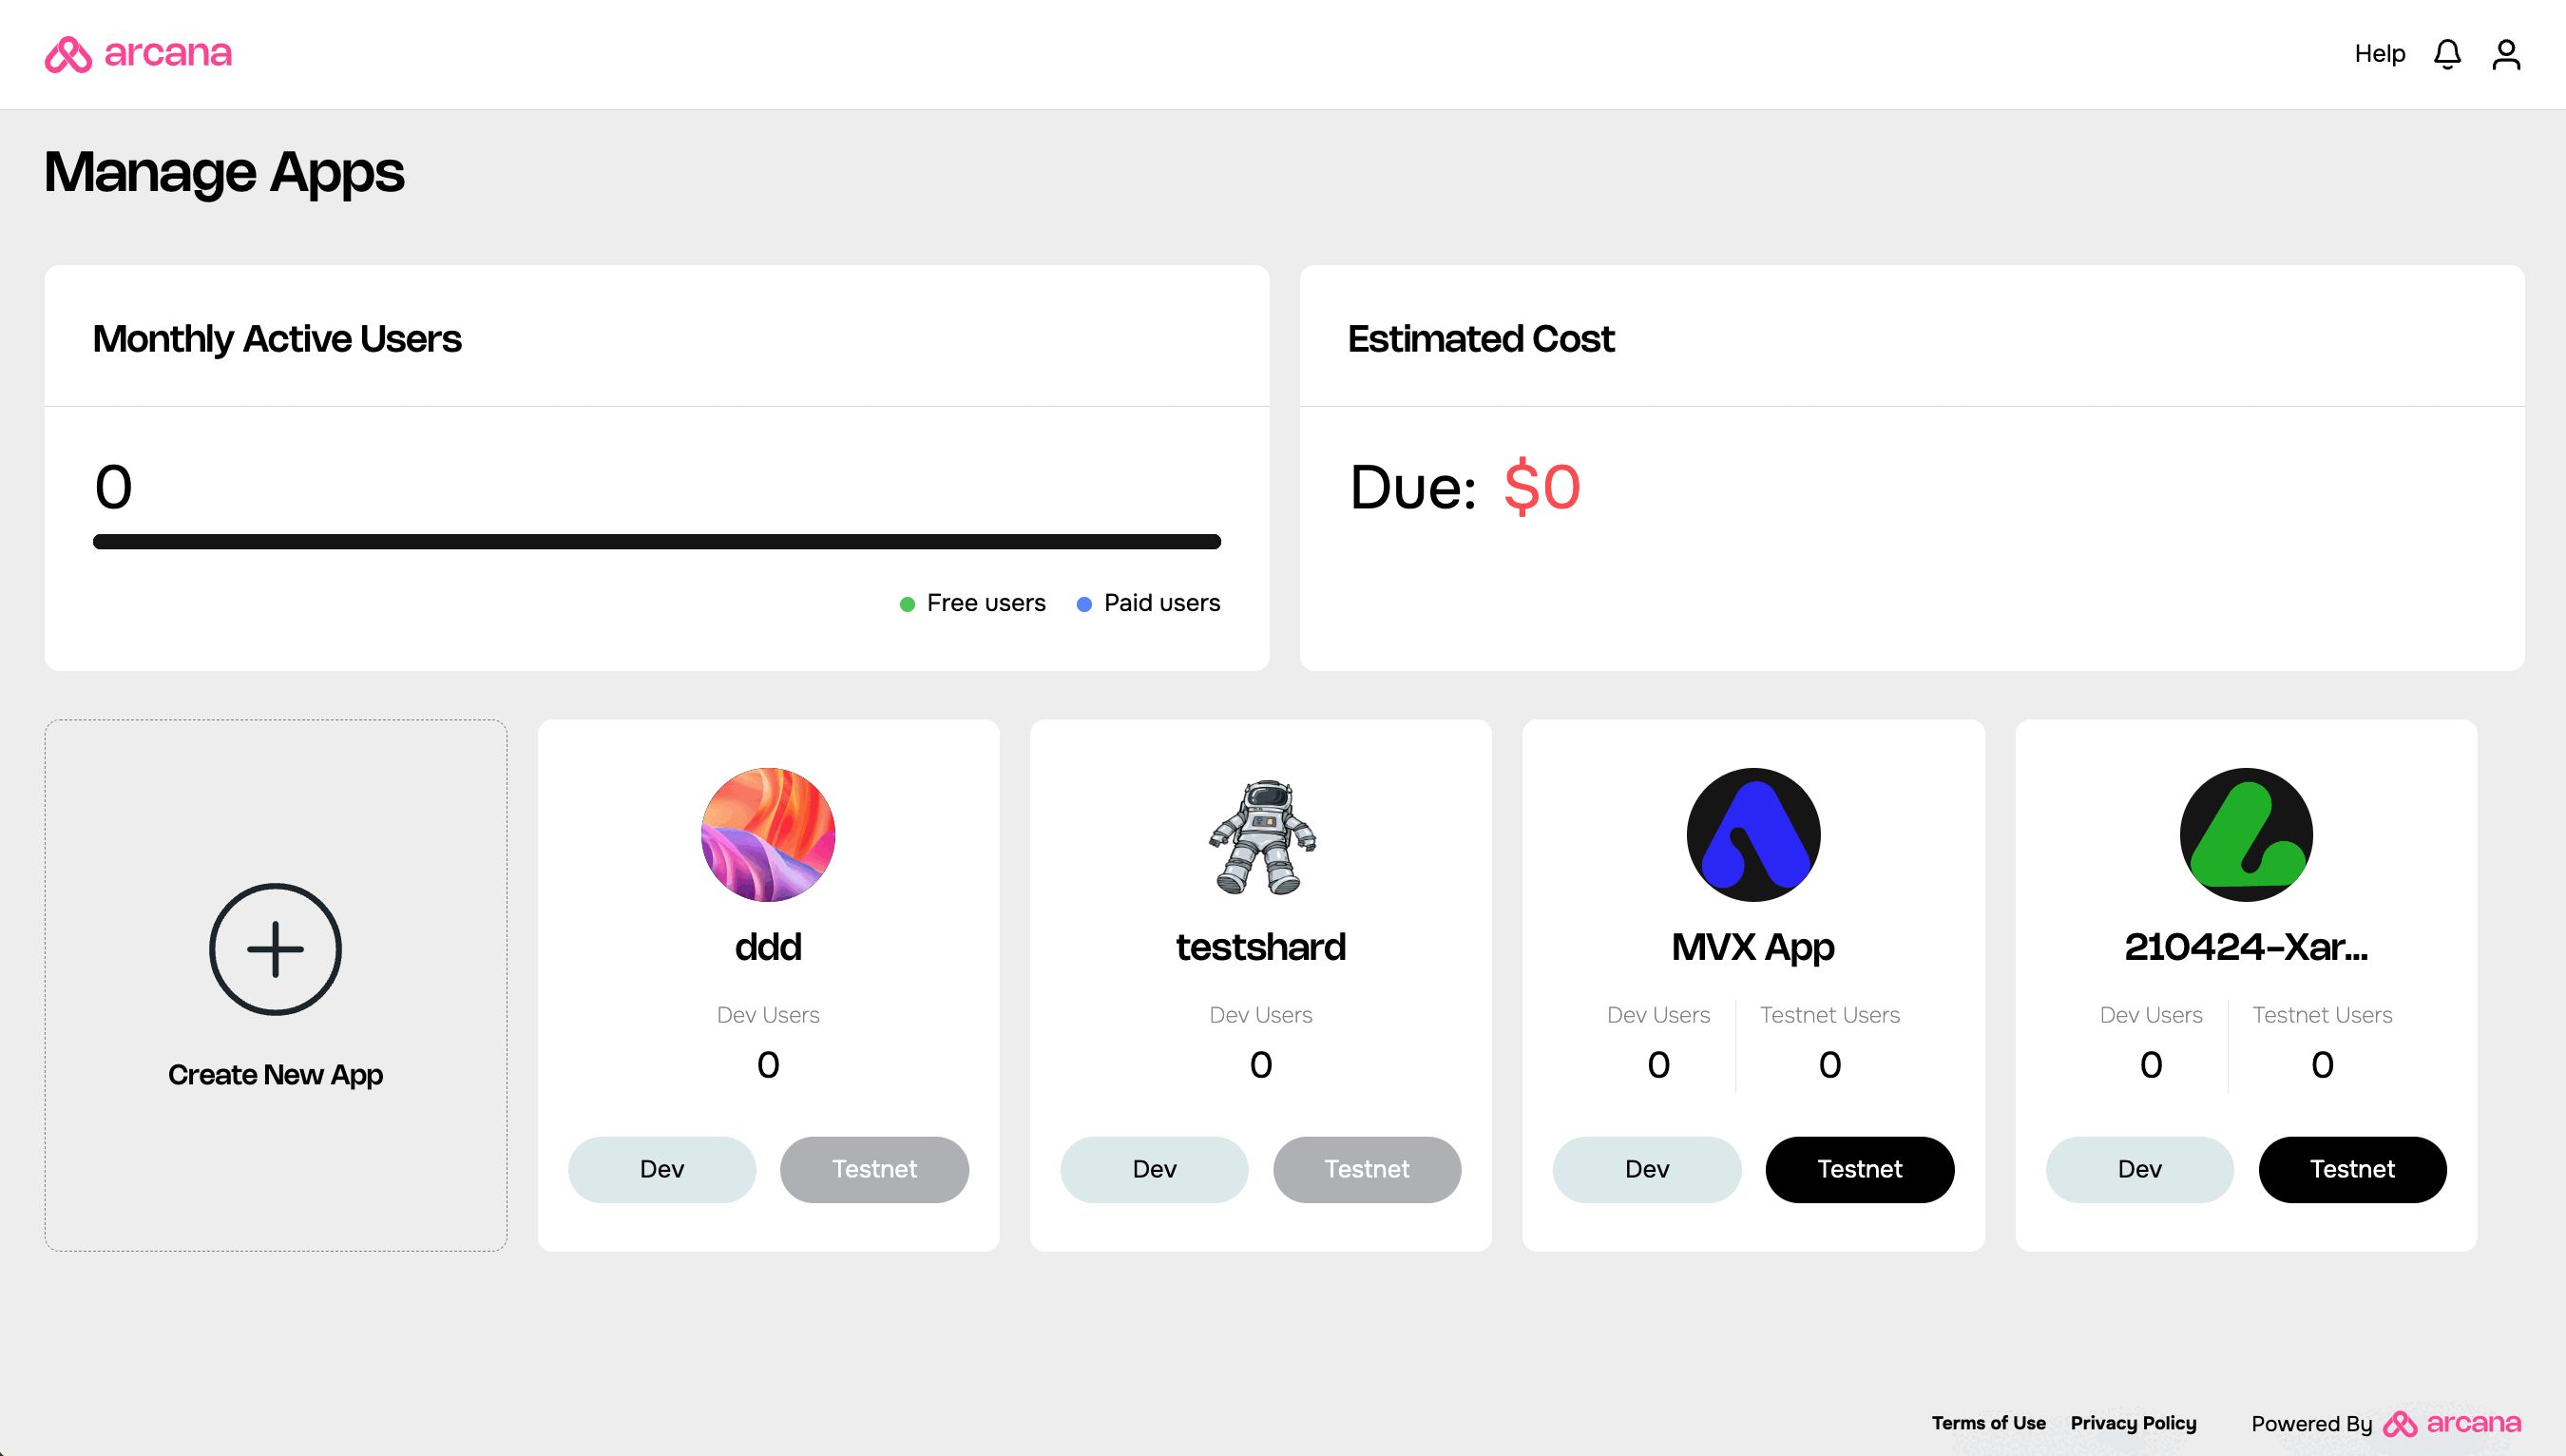 arcana
Help
Manage Apps
Monthly Active Users
Estimated Cost
0
Due: $0
Free users
Paid users
Create New App
ddd
Dev Users
0
Dev
Testnet
testshard
Dev Users
0
Dev
Testnet
MVX App
Dev Users
Testnet Users
0
0
Dev
Testnet
210424-Xar...
Dev Users
Testnet Users
0
0
Dev
Testnet
Terms of Use
Privacy Policy
Powered By arcana